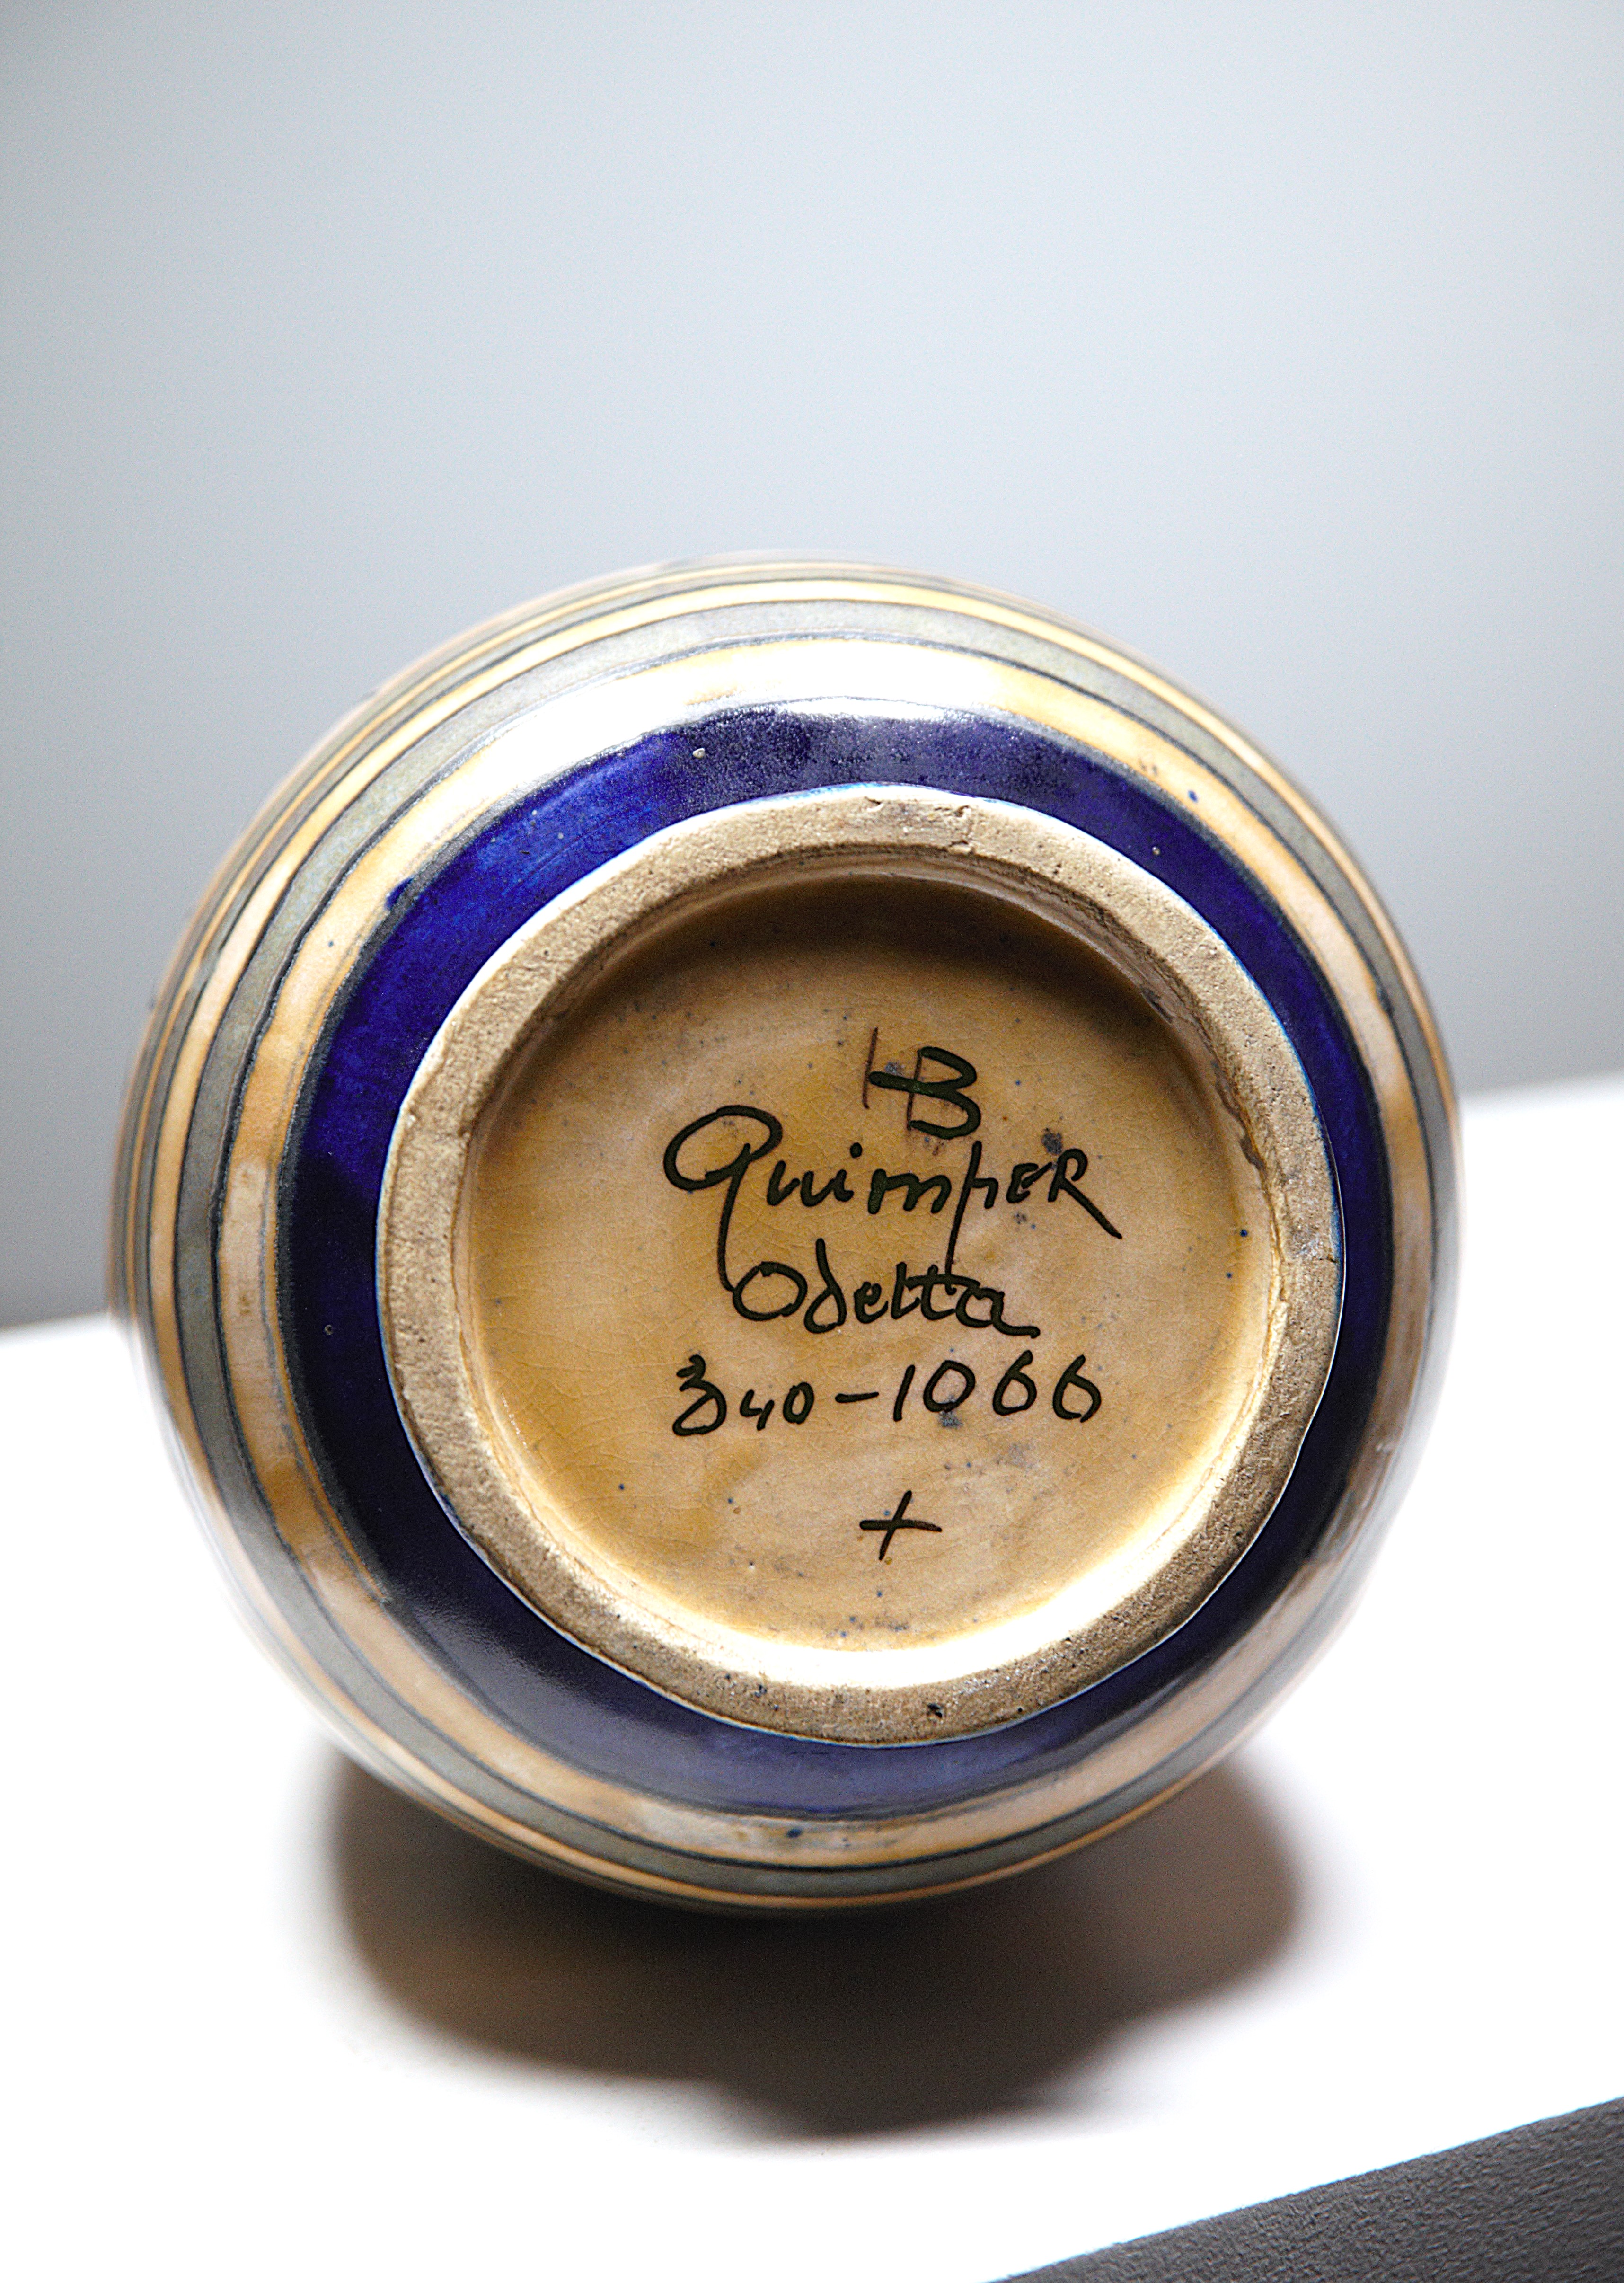 HB
QuimpER
Odetta
340-1066
+